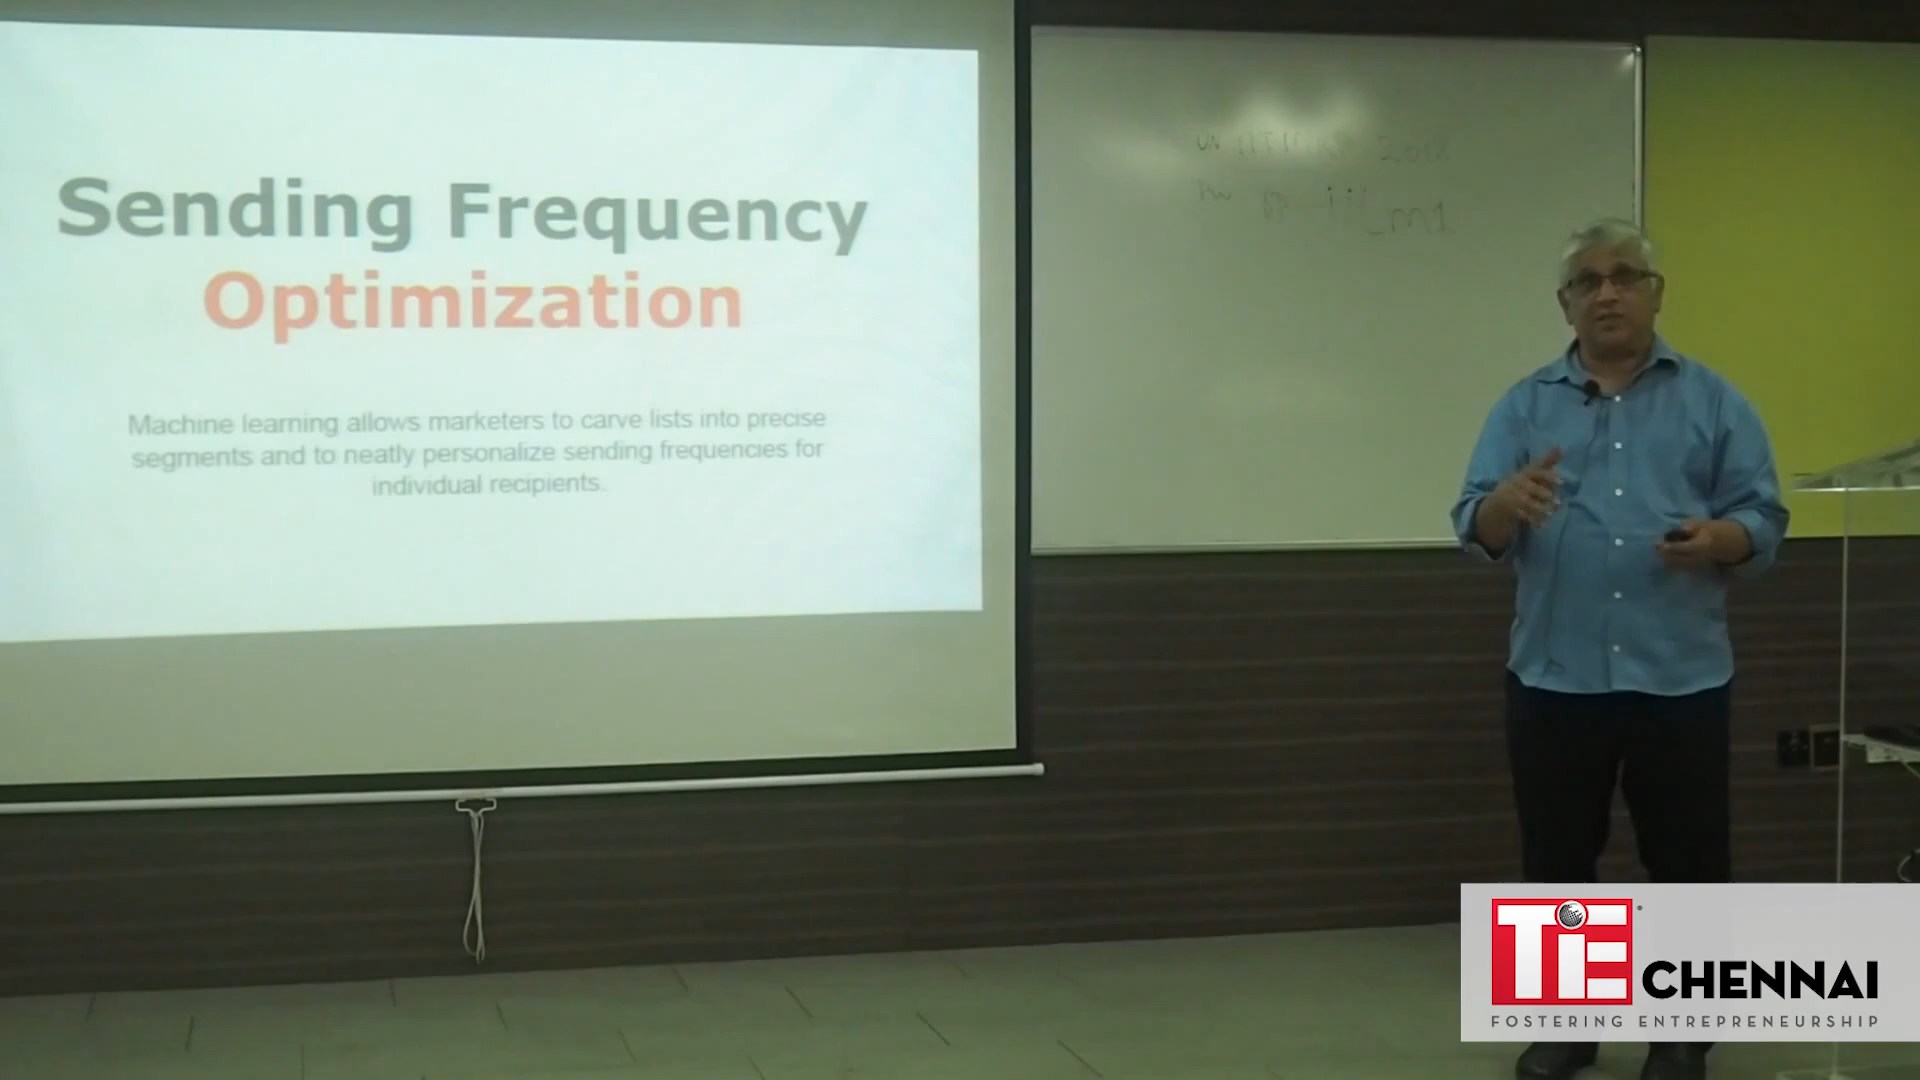 Sending Frequency
Optimization
Machine learning allows marketers to carve lists into precise
segments and to neatly personalize sending frequencies for
individual recipients.
UN
TiE CHENNAI
FOSTERING ENTREPRENEURSHIP